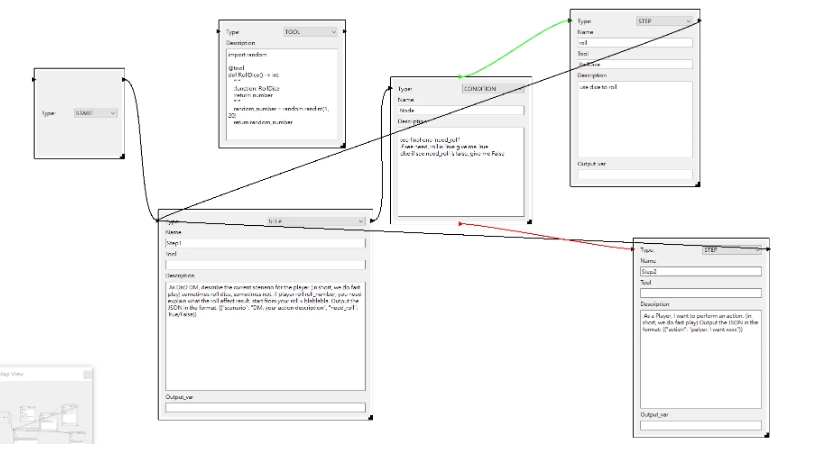 Type: START
Type: TOOL
Description
import random
@tool
def RollDice() -> int:
"""
:function: RollDice
:return: number
"""
random_number = random.randint(1,
20)
return random_number
Type: CONDITION
Name
Node
Description
see final one 'need_roll'
if see need_roll is True give me True
else if see need_roll is false, give me False
Type: STEP
Name
roll
Tool
RollDice
Description
use dice to roll
Output_var
Type: STEP
Name
Step1
Tool
Description
As DnD DM, describe the current scenario for the player. (in short, we do fast
play) sometimes roll dice, sometimes not. If player roll roll_number, you need
explain what the roll affect result, start from your roll is blablabla. Output the
JSON in the format: {{"scenario": "DM: your action description", "need_roll":
True/False}}
Output_var
Type: STEP
Name
Step2
Tool
Description
As a Player, I want to perform an action. (in
short, we do fast play) Output the JSON in the
format: {{"action": I want xxxx"}}
Output_var
Map View